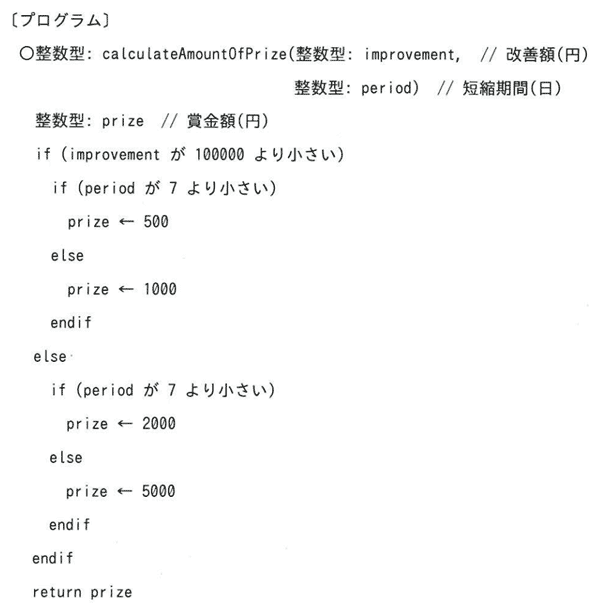 〔プログラム〕
○整数型: calculateAmountOfPrize(整数型: improvement, // 改善額(円)
整数型: period) // 短縮期間(日)
整数型: prize // 賞金額(円)
if (improvement が 100000 より小さい)
if (period が 7 より小さい)
prize ← 500
else
prize ← 1000
endif
else
if (period が 7 より小さい)
prize ← 2000
else
prize ← 5000
endif
endif
return prize